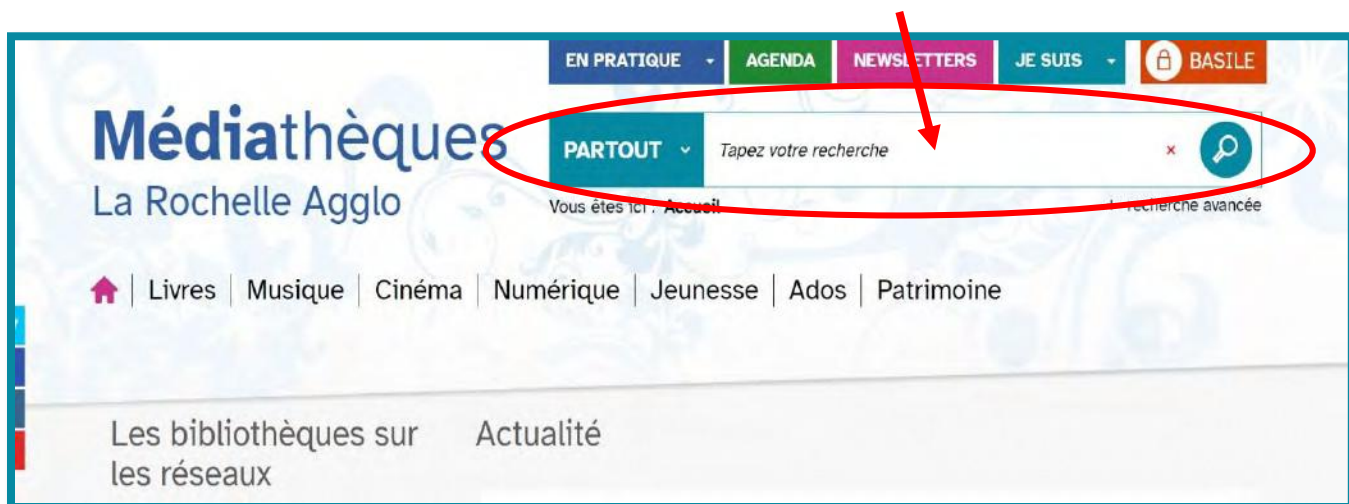 EN PRATIQUE AGENDA NEWSLETTERS JE SUIS BASILE
Médiathèques
La Rochelle Agglo
PARTOUT Tapez votre recherche ×
Vous êtes ici : Accueil recherche avancée
Livres | Musique | Cinéma | Numérique | Jeunesse | Ados | Patrimoine
Les bibliothèques sur
les réseaux
Actualité